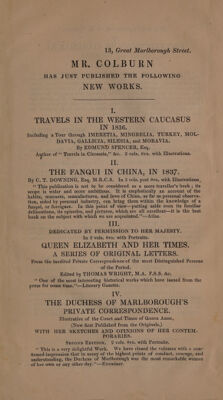 13, Great Marlborough Street.
MR. COLBURN
HAS JUST PUBLISHED THE FOLLOWING
NEW WORKS.
I.
TRAVELS IN THE WESTERN CAUCASUS
IN 1836.
Including a Tour through IMERETIA, MINGRELIA, TURKEY, MOL-
DAVIA, GALLICIA, SILESIA, and MORAVIA.
By EDMUND SPENCER, Esq.
Author of "Travels in Circassia," &c. 2 vols. 8vo. with Illustrations.
II.
THE FANQUI IN CHINA, IN 1837.
By C. T. DOWNING, Esq. M.R.C.S. In 3 vols. post 8vo, with Illustrations.
"This publication is not to be considered as a mere traveller's book; its
scope is wider and more ambitious. It is emphatically an account of the
habits, manners, manufactures, and laws of China, as far as personal observa-
tion, aided by personal industry, can bring them within the knowledge of a
fanqui, or foreigner. In this point of view—putting aside even its familiar
delineations, its episodes, and pictures, which are all excellent—it is the best
book on the subject with which we are acquainted."—Atlas.
III.
DEDICATED BY PERMISSION TO HER MAJESTY.
In 2 vols. 8vo. with Portraits.
QUEEN ELIZABETH AND HER TIMES,
A SERIES OF ORIGINAL LETTERS.
From the Inedited Private Correspondence of the most Distinguished Persons
of the Period.
Edited by THOMAS WRIGHT, M.A. F.S.S. &c.
"One of the most interesting historical works which have issued from the
press for some time."—Literary Gazette.
IV.
THE DUCHESS OF MARLBOROUGH'S
PRIVATE CORRESPONDENCE.
Illustrative of the Court and Times of Queen Anne,
(Now first Published from the Originals,)
WITH HER SKETCHES AND OPINIONS OF HER CONTEM-
PORARIES.
SECOND EDITION. 2 vols. 8vo. with Portraits.
"This is a very delightful Work. We have closed the volumes with a con-
firmed impression that in many of the highest points of conduct, courage, and
understanding, the Duchess of Marlborough was the most remarkable woman
of her own or any other day."—Examiner.